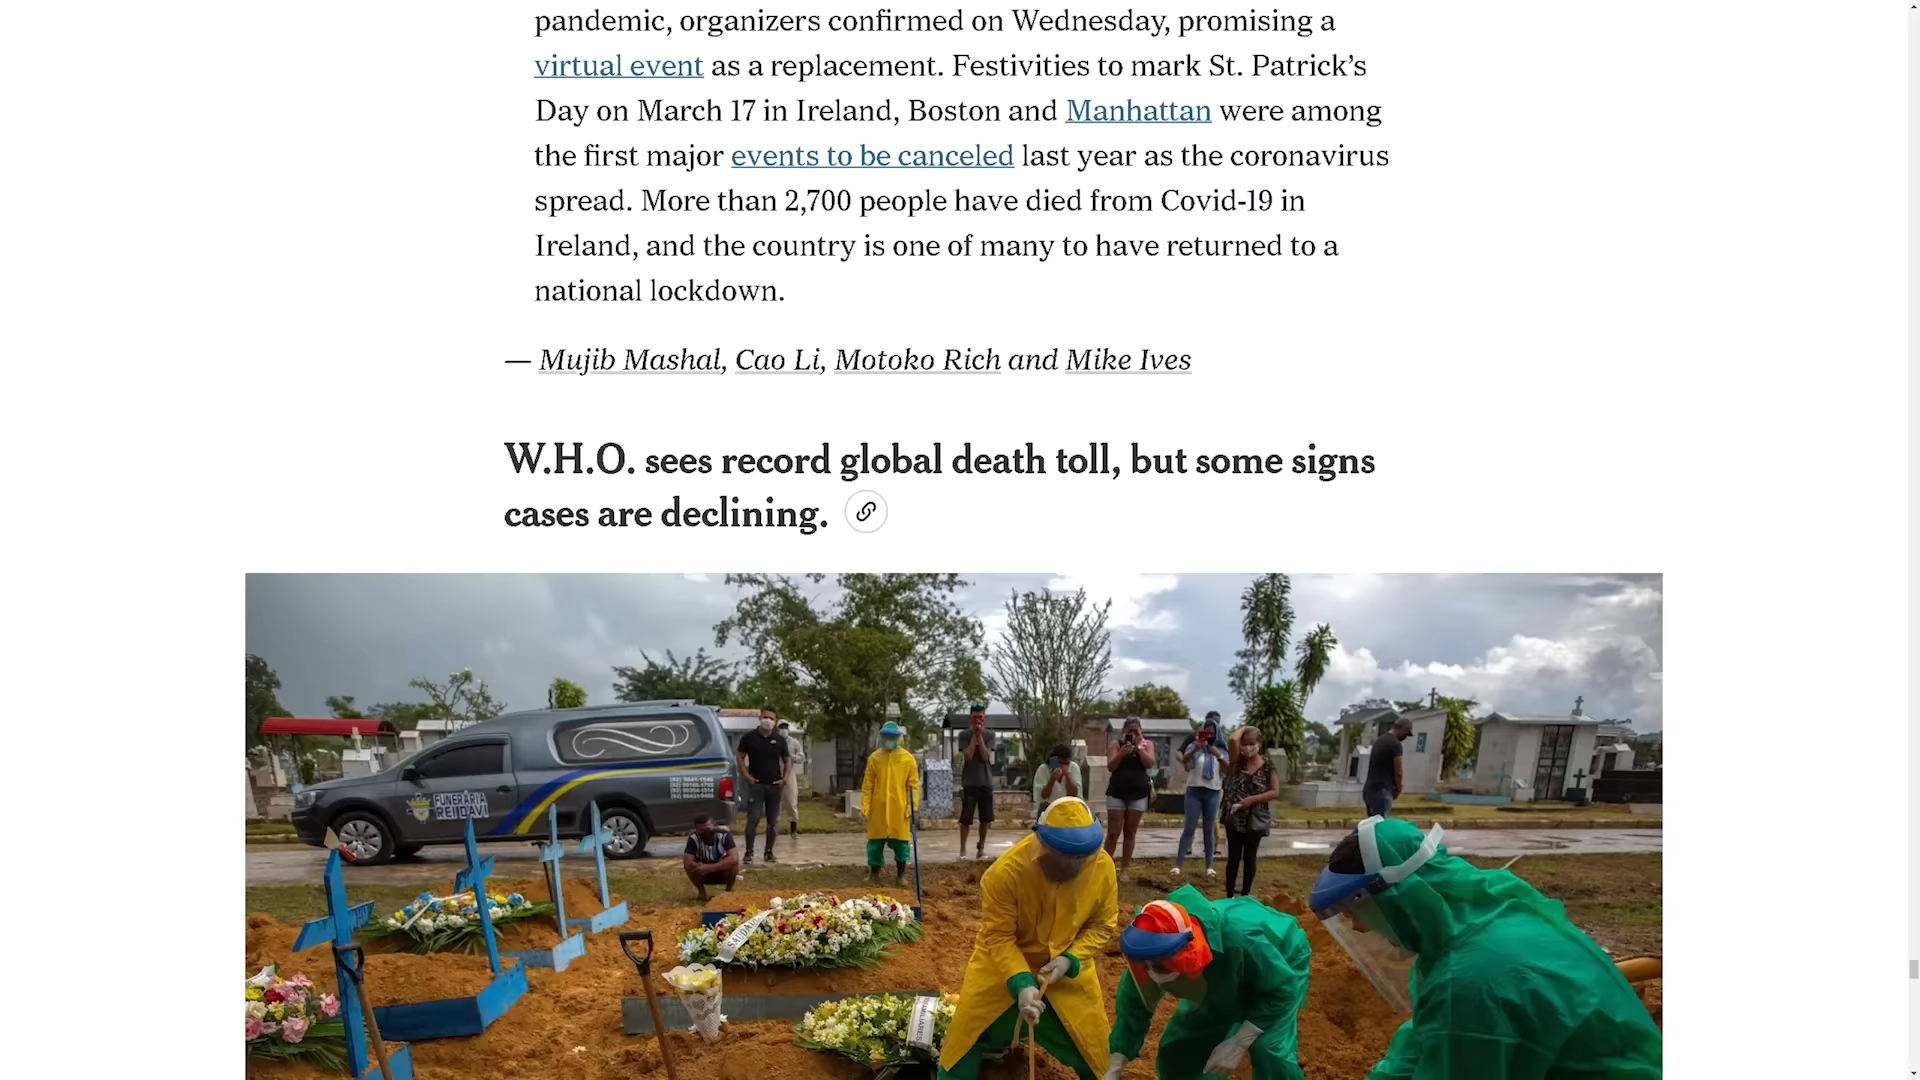 pandemic, organizers confirmed on Wednesday, promising a
virtual event as a replacement. Festivities to mark St. Patrick’s
Day on March 17 in Ireland, Boston and Manhattan were among
the first major events to be canceled last year as the coronavirus
spread. More than 2,700 people have died from Covid-19 in
Ireland, and the country is one of many to have returned to a
national lockdown.
— Mujib Mashal, Cao Li, Motoko Rich and Mike Ives
W.H.O. sees record global death toll, but some signs
cases are declining.
FUNERÁRIA
REI DAVI